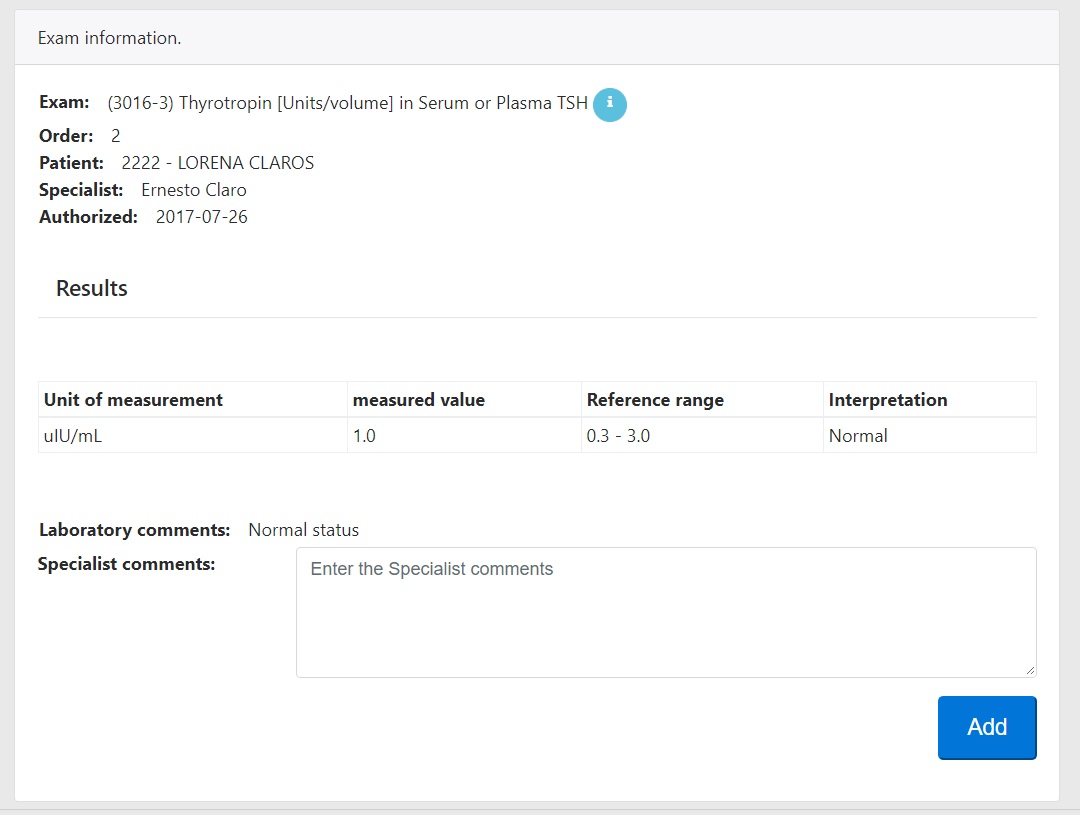 Exam information.
Exam: (3016-3) Thyrotropin [Units/volume] in Serum or Plasma TSH i
Order: 2
Patient: 2222 - LORENA CLAROS
Specialist: Ernesto Claro
Authorized: 2017-07-26
Results
Unit of measurement measured value Reference range Interpretation
uIU/mL 1.0 0.3 - 3.0 Normal
Laboratory comments: Normal status
Specialist comments: Enter the Specialist comments
Add